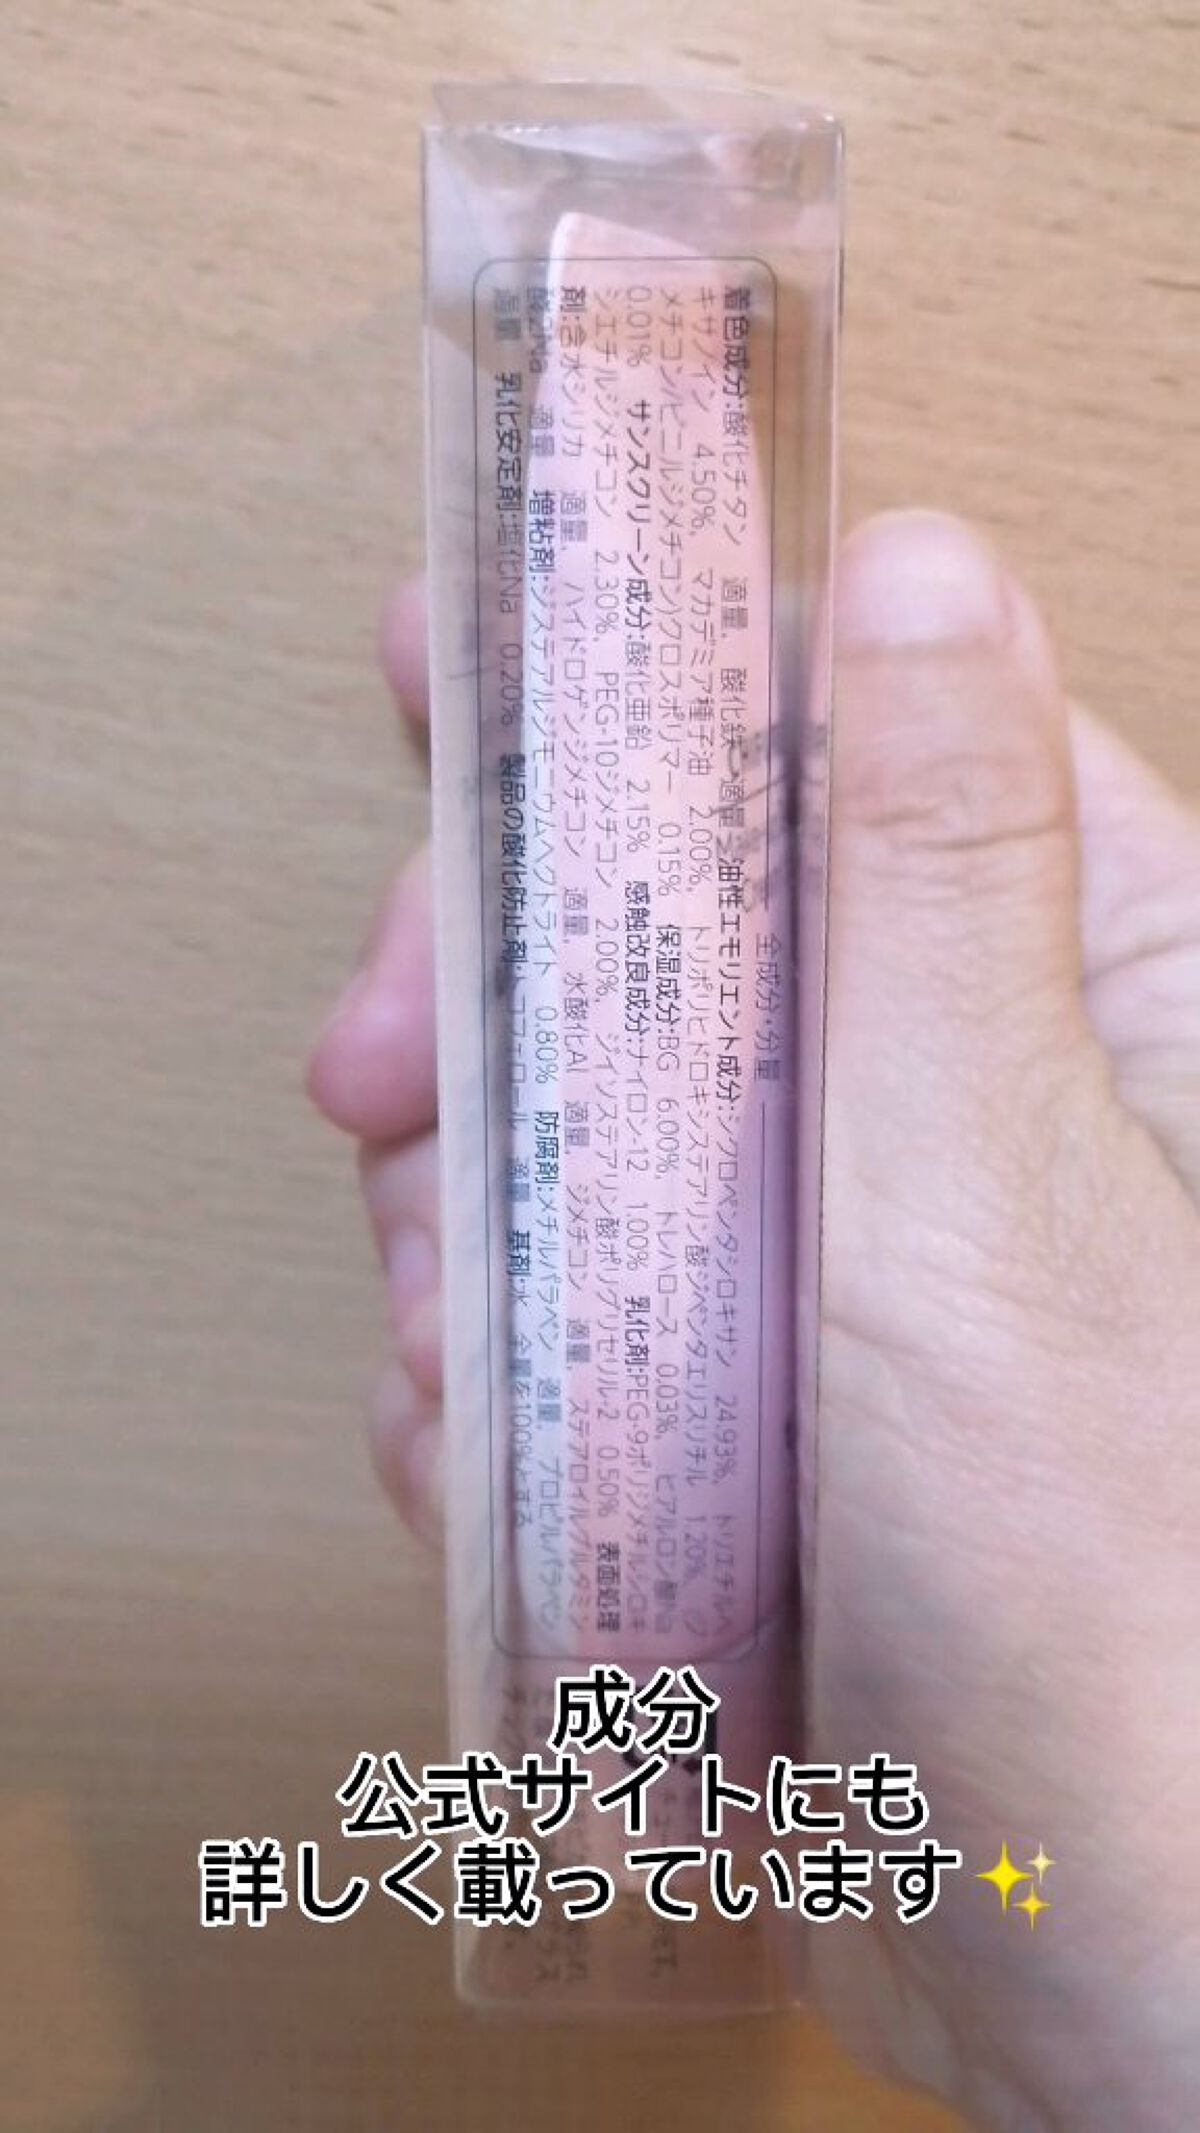 全成分・分量
着色成分:酸化チタン 適量、 酸化鉄 適量 油性エモリエント成分:シクロペンタシロキサン 24.93%、 トリエチルヘ
キサノイン 4.50%、 マカデミア種子油 2.00%、 トリポリヒドロキシステアリン酸ジペンタエリスリチル 1.20%、 (ジ
メチコン/ビニルジメチコン)クロスポリマー 0.15% 保湿成分:BG 6.00%、 トレハロース 0.03%、 ヒアルロン酸Na
0.01% サンスクリーン成分:酸化亜鉛 2.15% 感触改良成分:ナイロン-12 1.00% 乳化剤:PEG-9ポリジメチルシロキ
シエチルジメチコン 2.30%、 PEG-10ジメチコン 2.00%、 ジイソステアリン酸ポリグリセリル-2 0.50% 表面処理
剤:含水シリカ 適量、 ハイドロゲンジメチコン 適量、 水酸化Al 適量、 ジメチコン 適量、 ステアロイルグルタミン
酸2Na 適量 増粘剤:ジステアルジモニウムヘクトライト 0.80% 防腐剤:メチルパラベン 適量、 プロピルパラベン
適量 乳化安定剤:塩化Na 0.20% 製品の酸化防止剤:トコフェロール 適量 基剤:水 全量を100%とする
成分
公式サイトにも
詳しく載っています✨